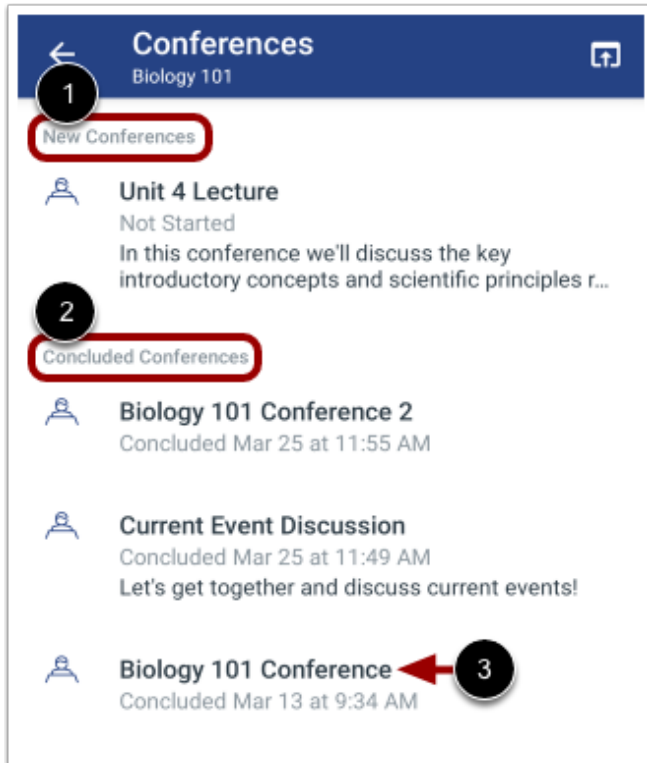 Conferences
Biology 101
1
New Conferences
Unit 4 Lecture
Not Started
In this conference we'll discuss the key
introductory concepts and scientific principles r...
2
Concluded Conferences
Biology 101 Conference 2
Concluded Mar 25 at 11:55 AM
Current Event Discussion
Concluded Mar 25 at 11:49 AM
Let's get together and discuss current events!
Biology 101 Conference 3
Concluded Mar 13 at 9:34 AM